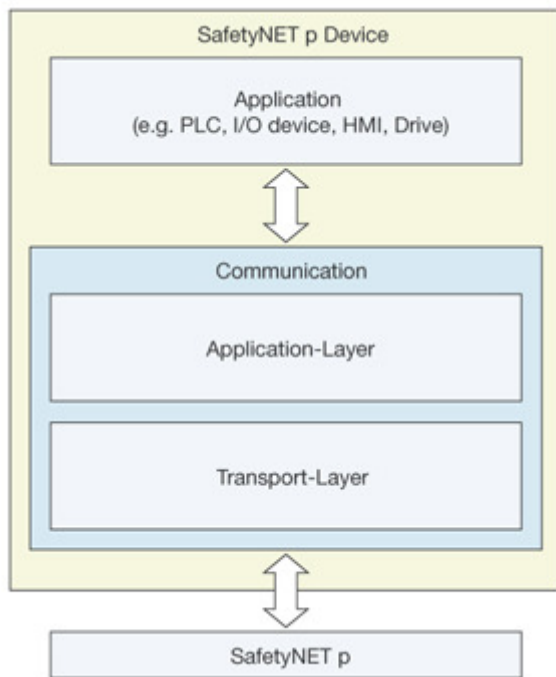 SafetyNET p Device
Application
(e.g. PLC, I/O device, HMI, Drive)
Communication
Application-Layer
Transport-Layer
SafetyNET p